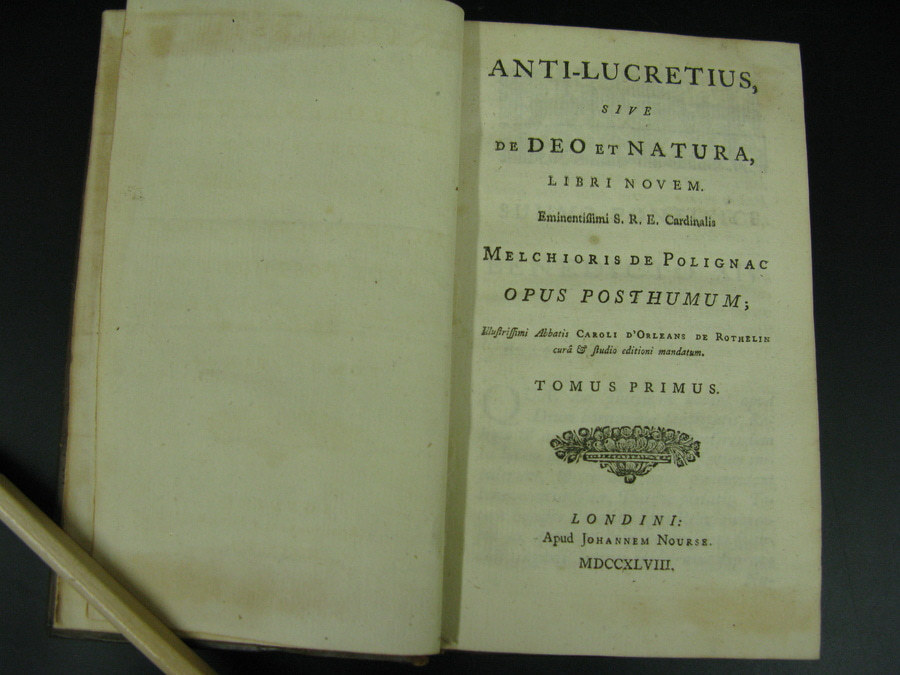 ANTI-LUCRETIUS,
SIVE
DE DEO ET NATURA,
LIBRI NOVEM.
Eminentiſſimi S. R. E. Cardinalis
MELCHIORIS DE POLIGNAC
OPUS POSTHUMUM;
Illuſtriſſimi Abbatis CAROLI D'ORLEANS DE ROTHELIN
curâ & ſtudio editioni mandatum.
TOMUS PRIMUS.
LONDINI:
Apud JOHANNEM NOURSE.
MDCCXLVIII.